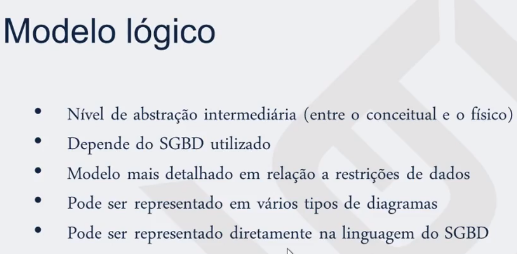 Modelo lógico
• Nível de abstração intermediária (entre o conceitual e o físico)
• Depende do SGBD utilizado
• Modelo mais detalhado em relação a restrições de dados
• Pode ser representado em vários tipos de diagramas
• Pode ser representado diretamente na linguagem do SGBD